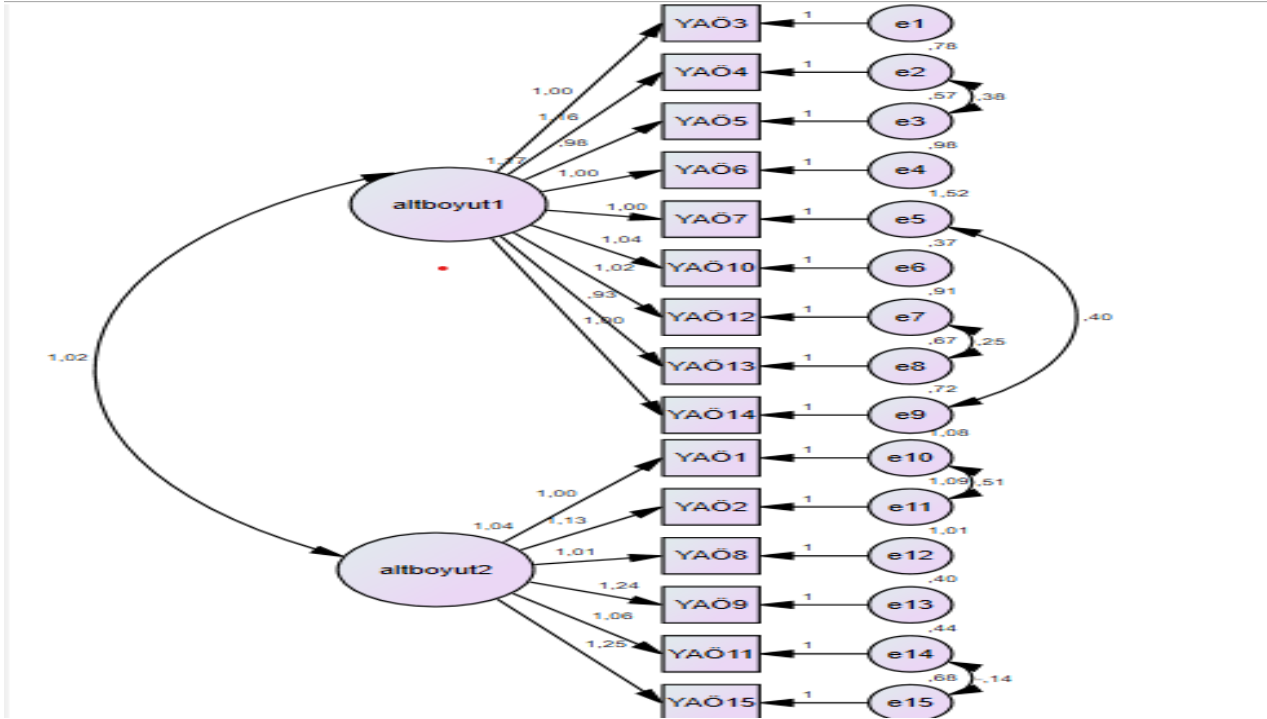 YAÖ3 1 e1
,78
1,00 YAÖ4 1 e2
1,16 ,57 ,38
,98 YAÖ5 1 e3
,98
1,17 1,00 YAÖ6 1 e4
1,52
altboyut1 1,00 YAÖ7 1 e5
,37
1,04
1,02 YAÖ10 1 e6
,91
,93 YAÖ12 1 e7 ,40
1,00 ,67 ,25
1,02 YAÖ13 1 e8
,72
YAÖ14 1 e9
1,08
YAÖ1 1 e10
1,00 1,09 ,51
1,04 1,13 YAÖ2 1 e11
1,01
1,01 YAÖ8 1 e12
altboyut2 ,40
1,24 YAÖ9 1 e13
,44
1,06
1,25 YAÖ11 1 e14
,68 -,14
YAÖ15 1 e15